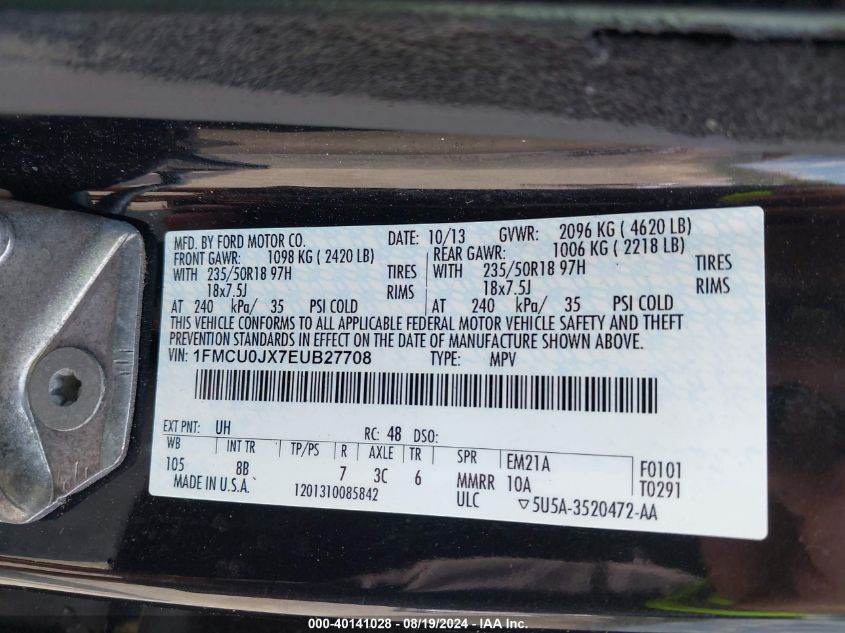 MFD. BY FORD MOTOR CO. DATE: 10/13 GVWR: 2096 KG ( 4620 LB)
FRONT GAWR: 1098 KG ( 2420 LB) REAR GAWR: 1006 KG ( 2218 LB)
WITH 235/50R18 97H TIRES WITH 235/50R18 97H TIRES
18x7.5J RIMS 18x7.5J RIMS
AT 240 kPa/ 35 PSI COLD AT 240 kPa/ 35 PSI COLD
THIS VEHICLE CONFORMS TO ALL APPLICABLE FEDERAL MOTOR VEHICLE SAFETY AND THEFT
PREVENTION STANDARDS IN EFFECT ON THE DATE OF MANUFACTURE SHOWN ABOVE.
VIN: 1FMCU0JX7EUB27708 TYPE: MPV
EXT PNT: UH RC: 48 DSO:
WB INT TR TP/PS R AXLE TR SPR EM21A F0101
105 8B 7 3C 6 MMRR 10A T0291
MADE IN U.S.A. 1201310085842 ULC ▽5U5A-3520472-AA
000-40141028 - 08/19/2024 - IAA Inc.